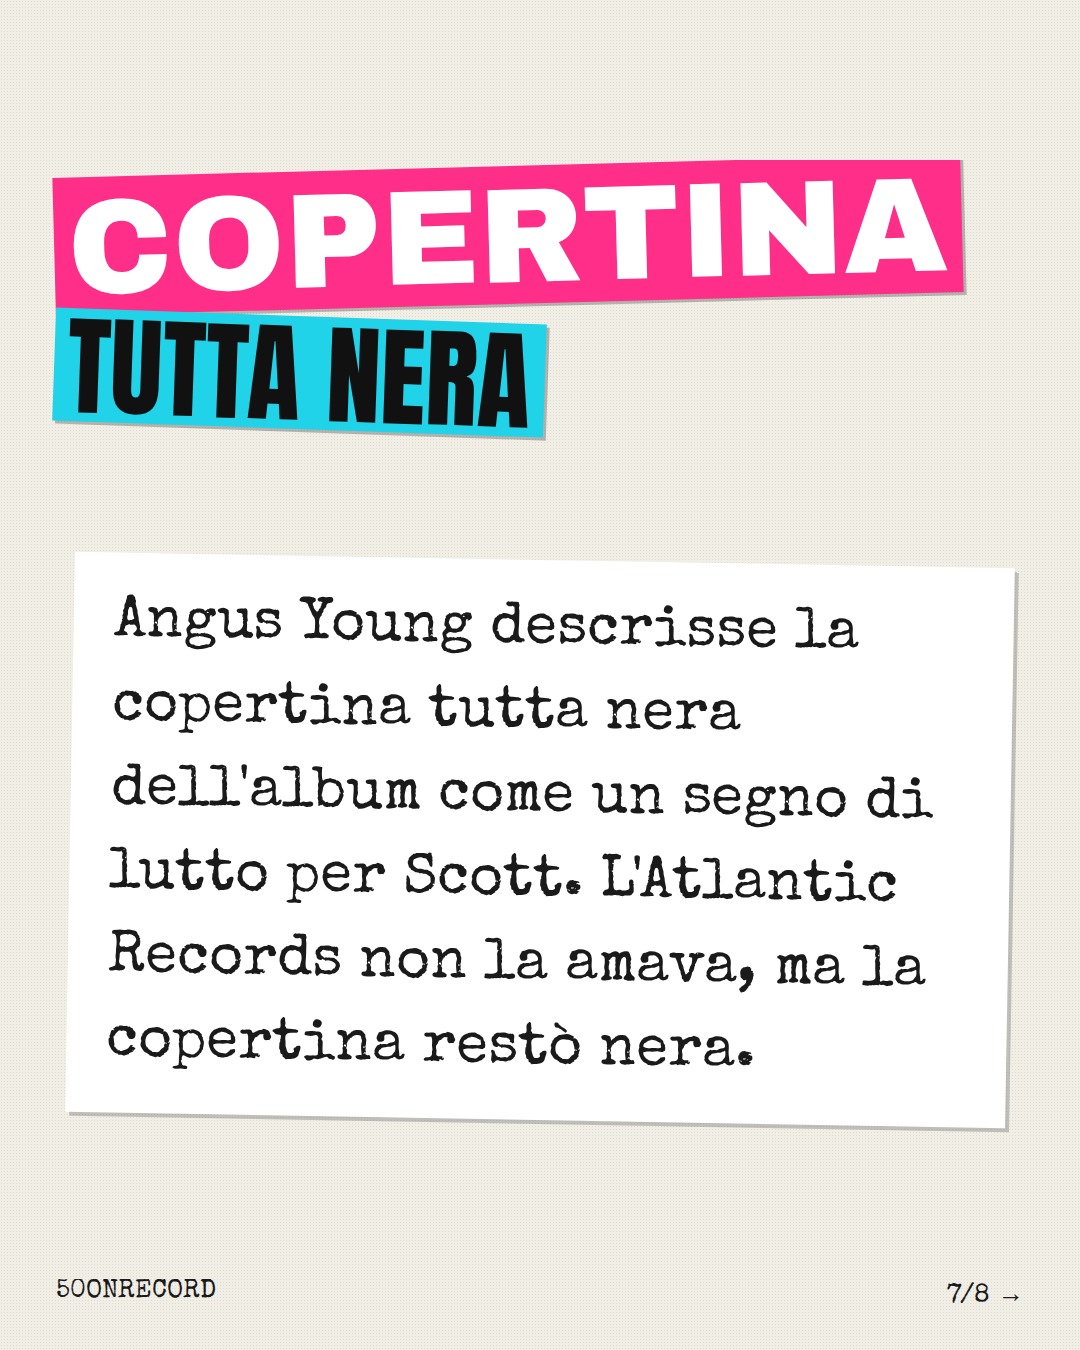 COPERTINA
TUTTA NERA
Angus Young descrisse la
copertina tutta nera
dell'album come un segno di
lutto per Scott. L'Atlantic
Records non la amava, ma la
copertina restò nera.
50ONRECORD
7/8 →